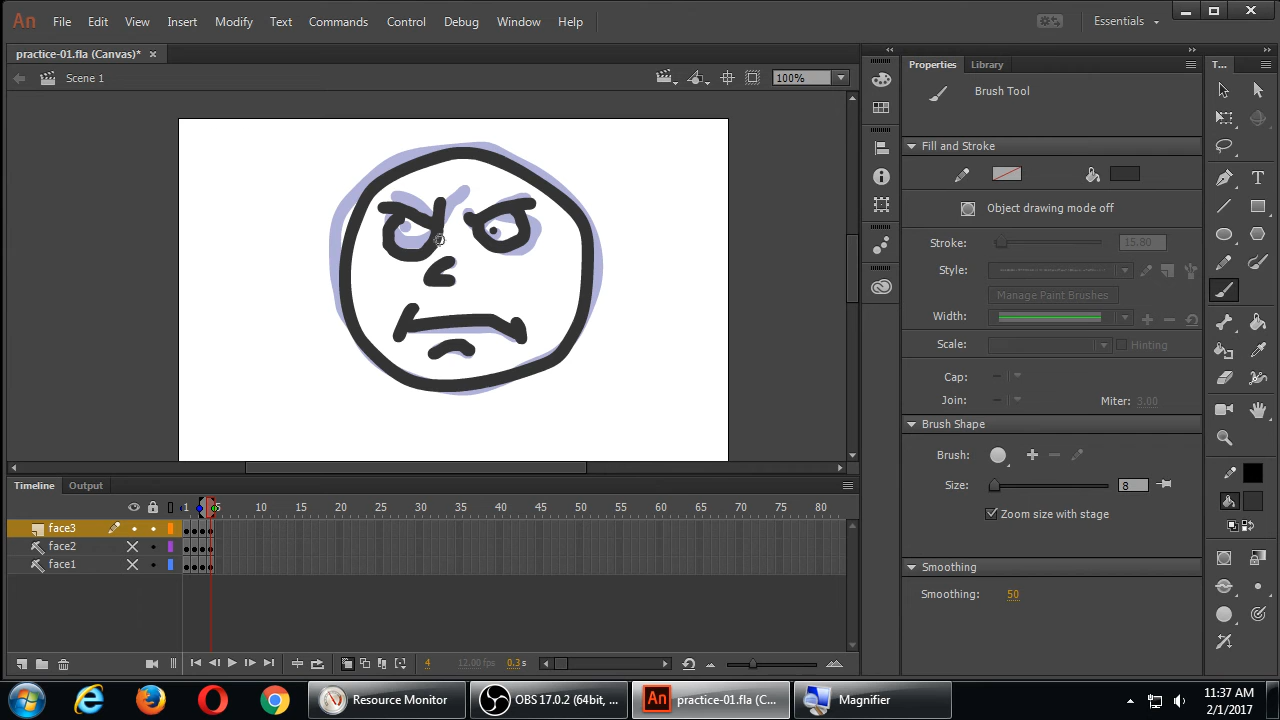 An File Edit View Insert Modify Text Commands Control Debug Window Help Essentials
practice-01.fla (Canvas)* ×
Scene 1 100%
Properties Library T...
Brush Tool
Fill and Stroke
Object drawing mode off
Stroke: 15.80
Style:
Manage Paint Brushes
Width:
Scale: Hinting
Cap:
Join: Miter: 3.00
Brush Shape
Brush:
Size: 8
Zoom size with stage
Smoothing
Smoothing: 50
Timeline Output
1 5 10 15 20 25 30 35 40 45 50 55 60 65 70 75 80
face3
face2
face1
4 12.00 fps 0.3 s
Resource Monitor OBS 17.0.2 (64bit, ... An practice-01.fla (C... Magnifier
11:37 AM
2/1/2017